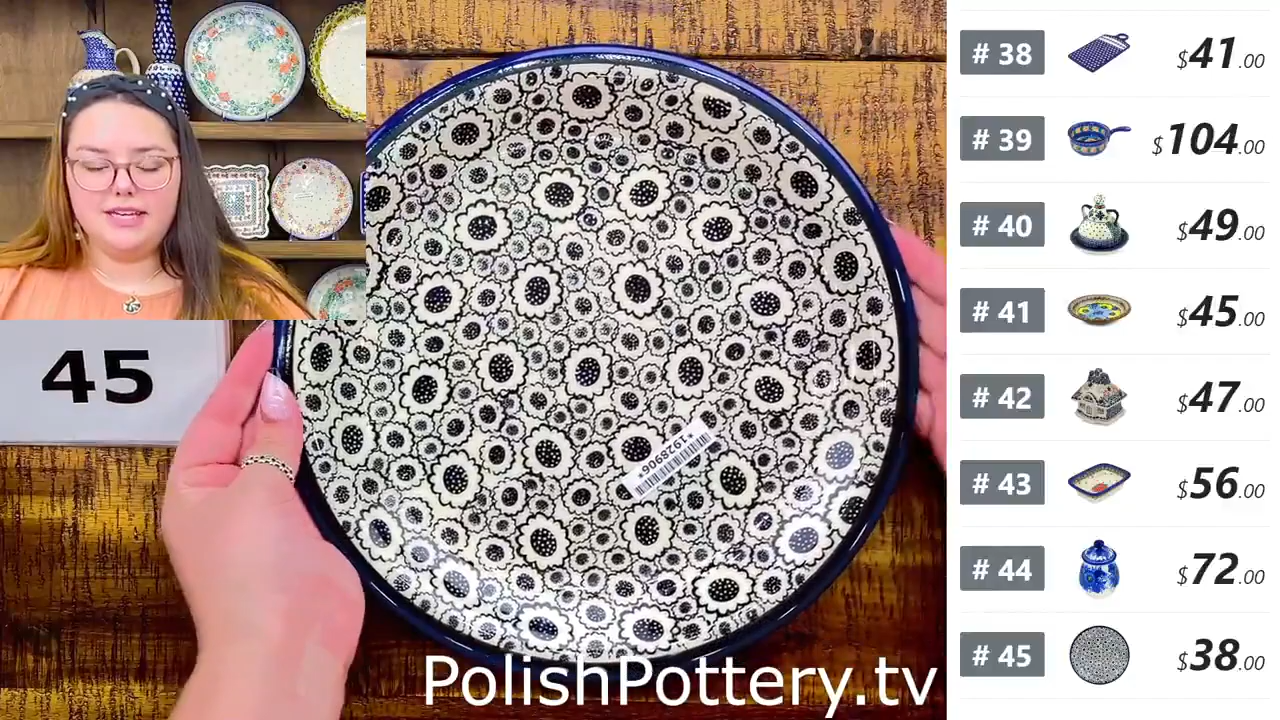 45
*1928906*
PolishPottery.tv
# 38 $41.00
# 39 $104.00
# 40 $49.00
# 41 $45.00
# 42 $47.00
# 43 $56.00
# 44 $72.00
# 45 $38.00